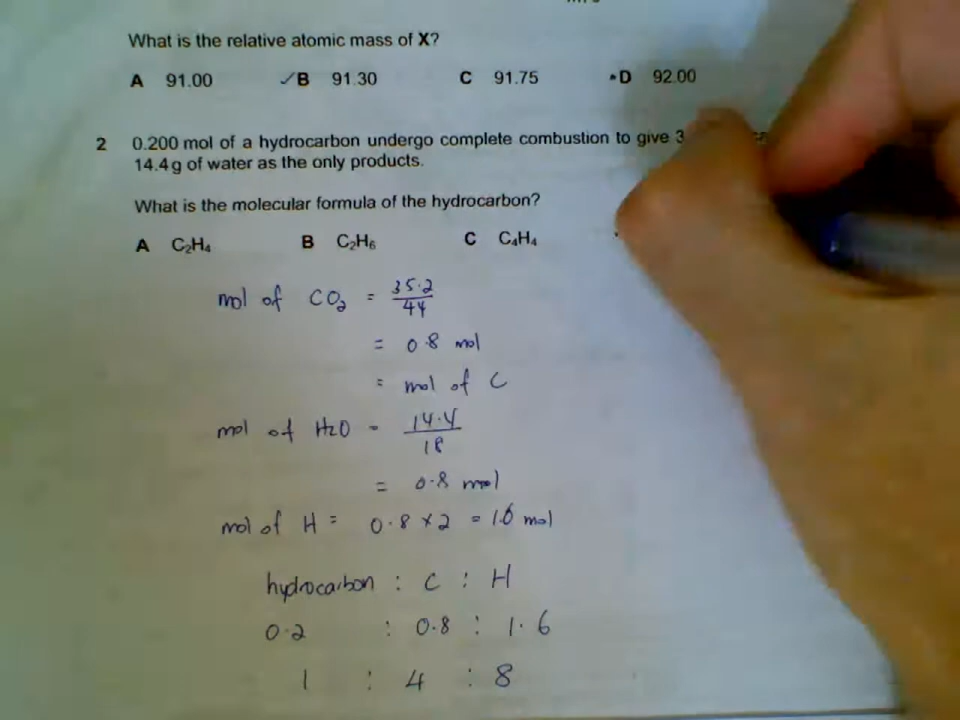 What is the relative atomic mass of X?
A 91.00 ✓B 91.30 C 91.75 •D 92.00
2 0.200 mol of a hydrocarbon undergo complete combustion to give 3
14.4 g of water as the only products.
What is the molecular formula of the hydrocarbon?
A C₂H₄ B C₂H₆ C C₄H₄
mol of CO₂ = 35.2/44
= 0.8 mol
= mol of C
mol of H₂O = 14.4/18
= 0.8 mol
mol of H = 0.8 × 2 = 1.6 mol
hydrocarbon : C : H
0.2 : 0.8 : 1.6
1 : 4 : 8